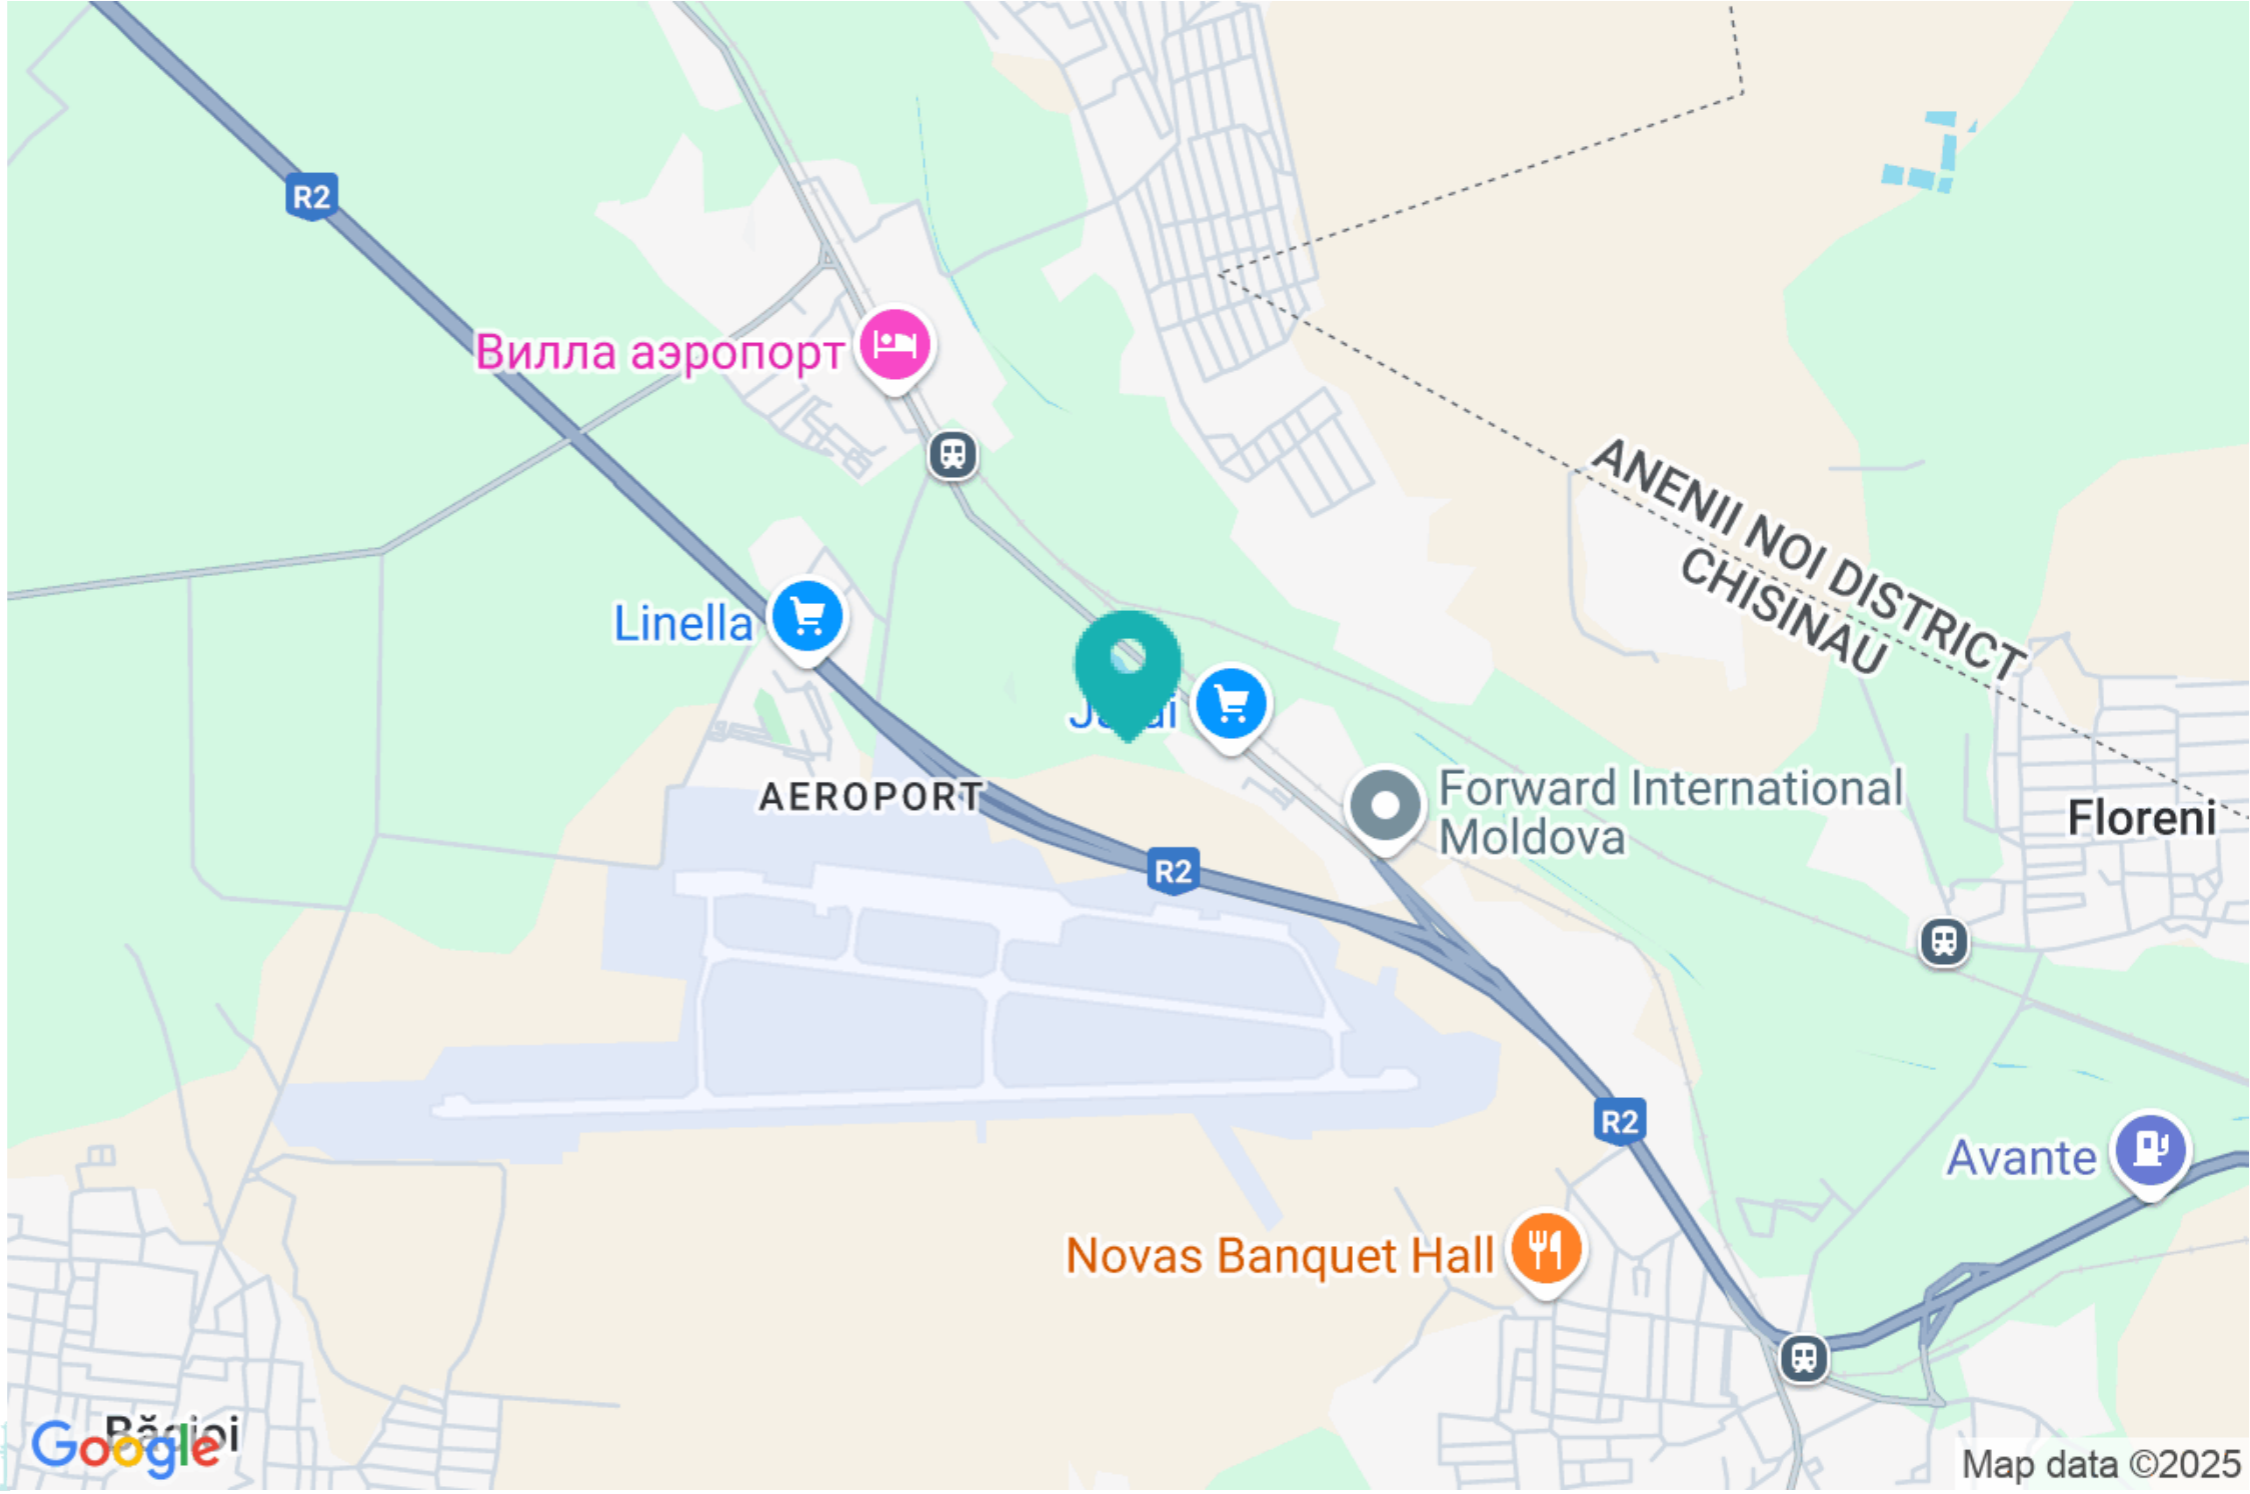 R2
Вилла аэропорт
ANENII NOI DISTRICT
CHISINAU
Linella
AEROPORT
Forward International
Moldova
Floreni
R2
R2
Avante
Novas Banquet Hall
Google
Map data ©2025